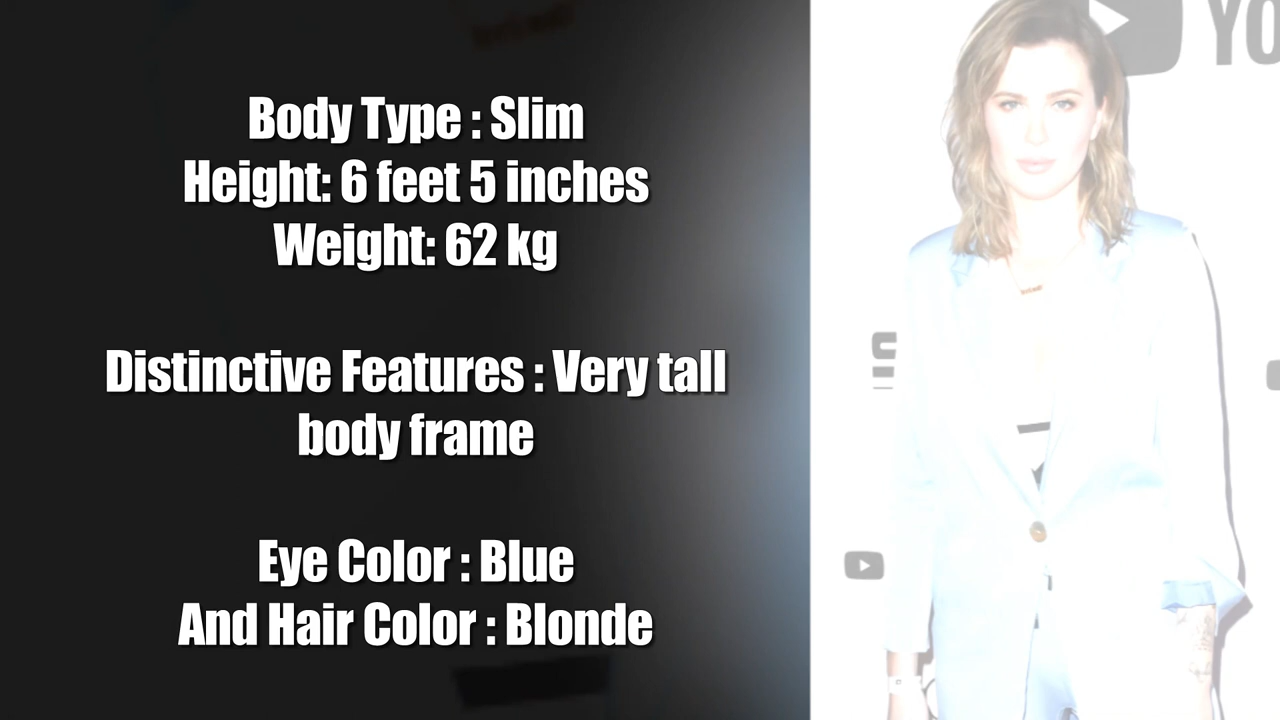 Body Type : Slim
Height: 6 feet 5 inches
Weight: 62 kg
Distinctive Features : Very tall
body frame
Eye Color : Blue
And Hair Color : Blonde
YO